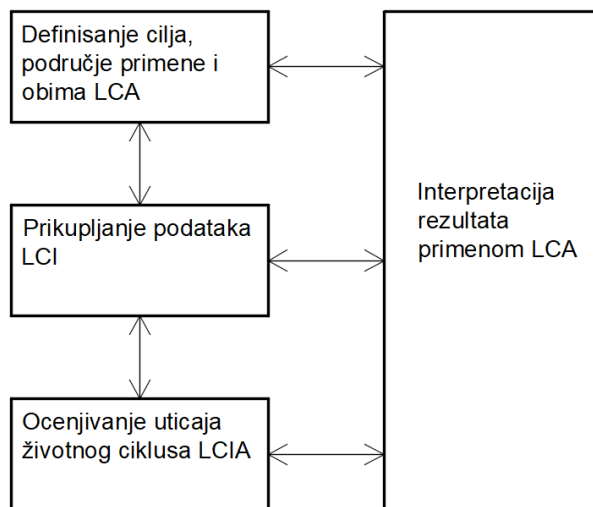 Definisanje cilja,
područje primene i
obima LCA
Prikupljanje podataka
LCI
Ocenjivanje uticaja
životnog ciklusa LCIA
Interpretacija
rezultata
primenom LCA